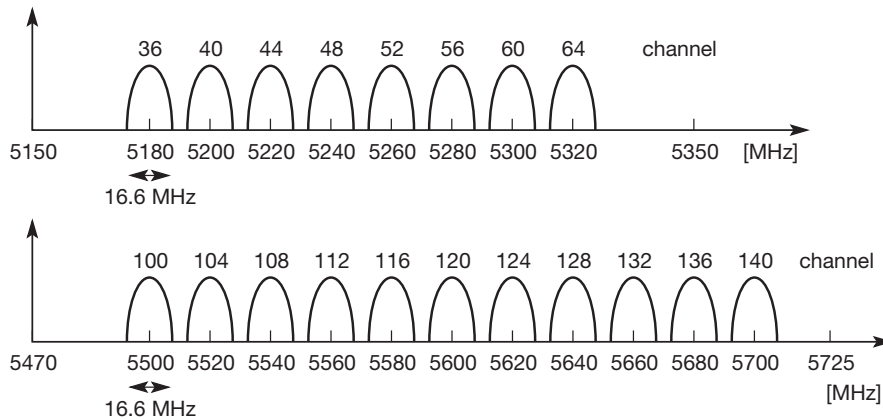 36 40 44 48 52 56 60 64 channel
5150 5180 5200 5220 5240 5260 5280 5300 5320 5350 [MHz]
16.6 MHz
100 104 108 112 116 120 124 128 132 136 140 channel
5470 5500 5520 5540 5560 5580 5600 5620 5640 5660 5680 5700 5725
16.6 MHz [MHz]